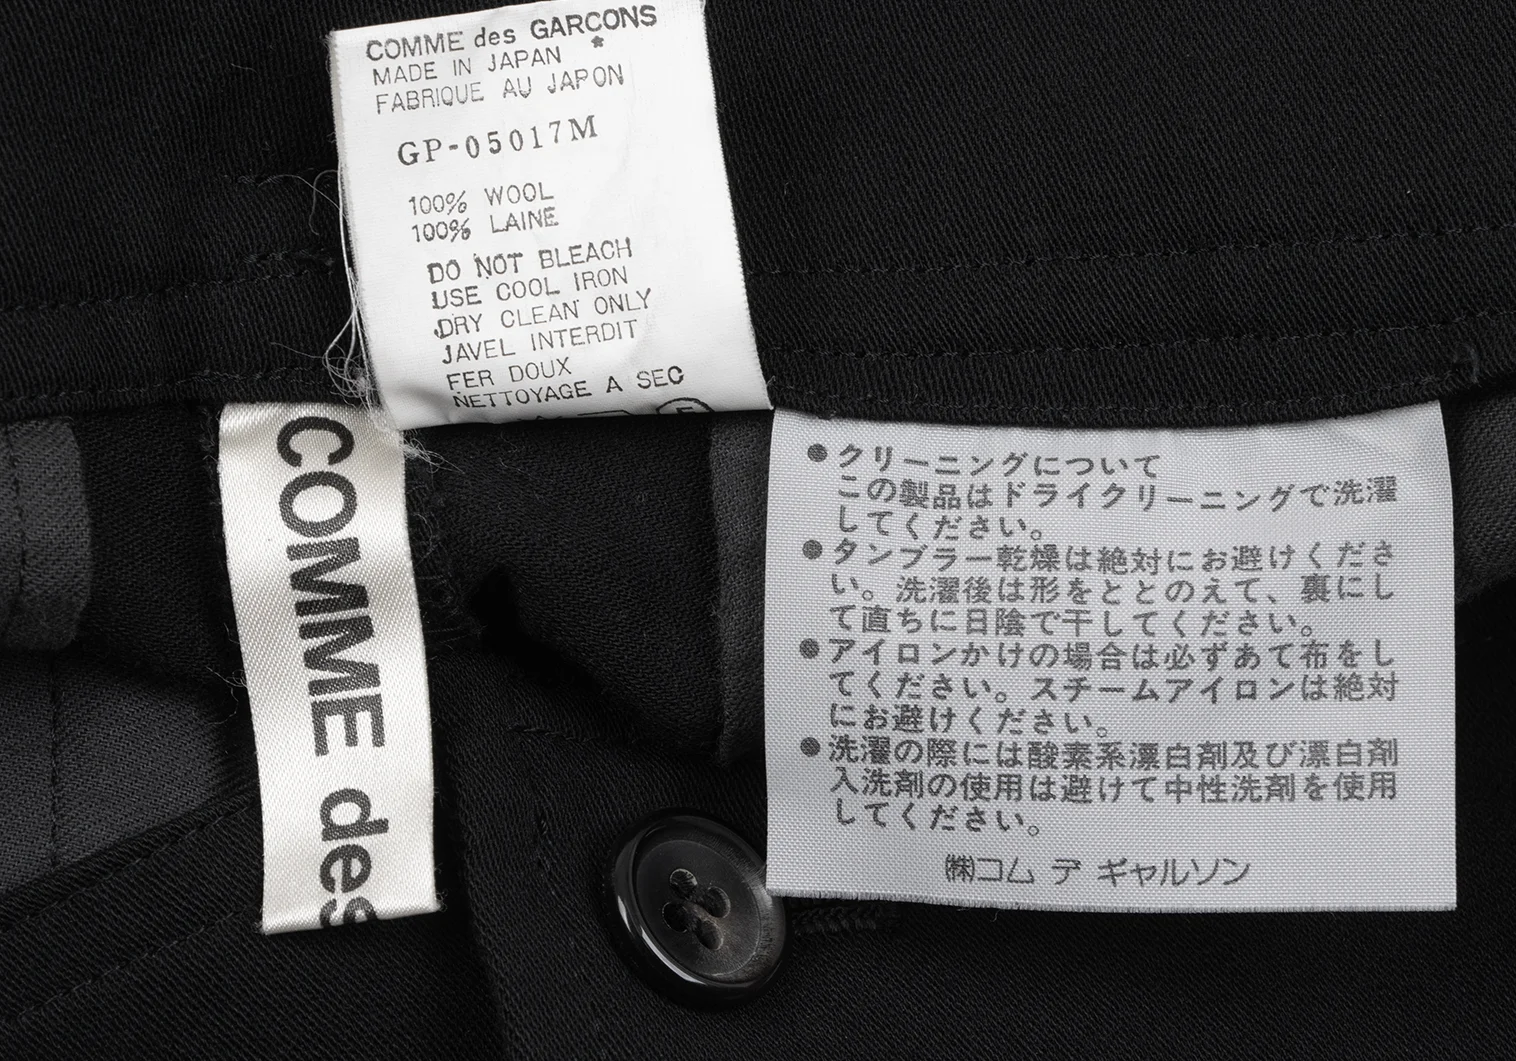 COMME des GARCONS
MADE IN JAPAN
FABRIQUE AU JAPON
GP-05017M
100% WOOL
100% LAINE
DO NOT BLEACH
USE COOL IRON
DRY CLEAN ONLY
JAVEL INTERDIT
FER DOUX
NETTOYAGE A SEC
COMME des
●クリーニングについて
この製品はドライクリーニングで洗濯
してください。
●タンブラー乾燥は絶対にお避けくださ
い。洗濯後は形をととのえて、裏にし
て直ちに日陰で干してください。
●アイロンかけの場合は必ずあて布をし
てください。スチームアイロンは絶対
にお避けください。
●洗濯の際には酸素系漂白剤及び漂白剤
入洗剤の使用は避けて中性洗剤を使用
してください。
㈱コム デ ギャルソン